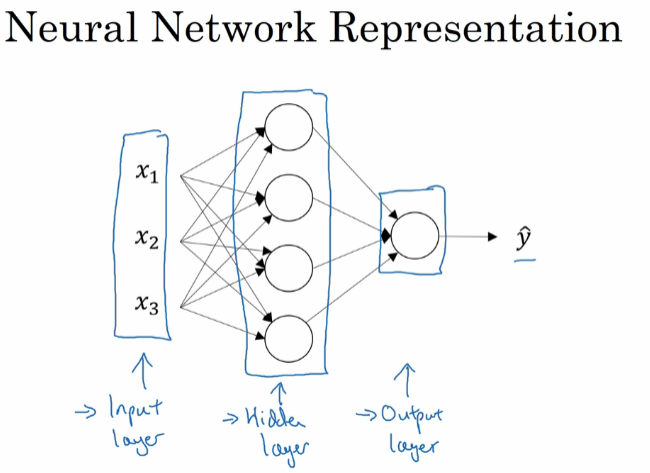 Neural Network Representation
x₁
x₂
x₃
ŷ
→ Input
layer
→ Hidden
layer
→ Output
layer